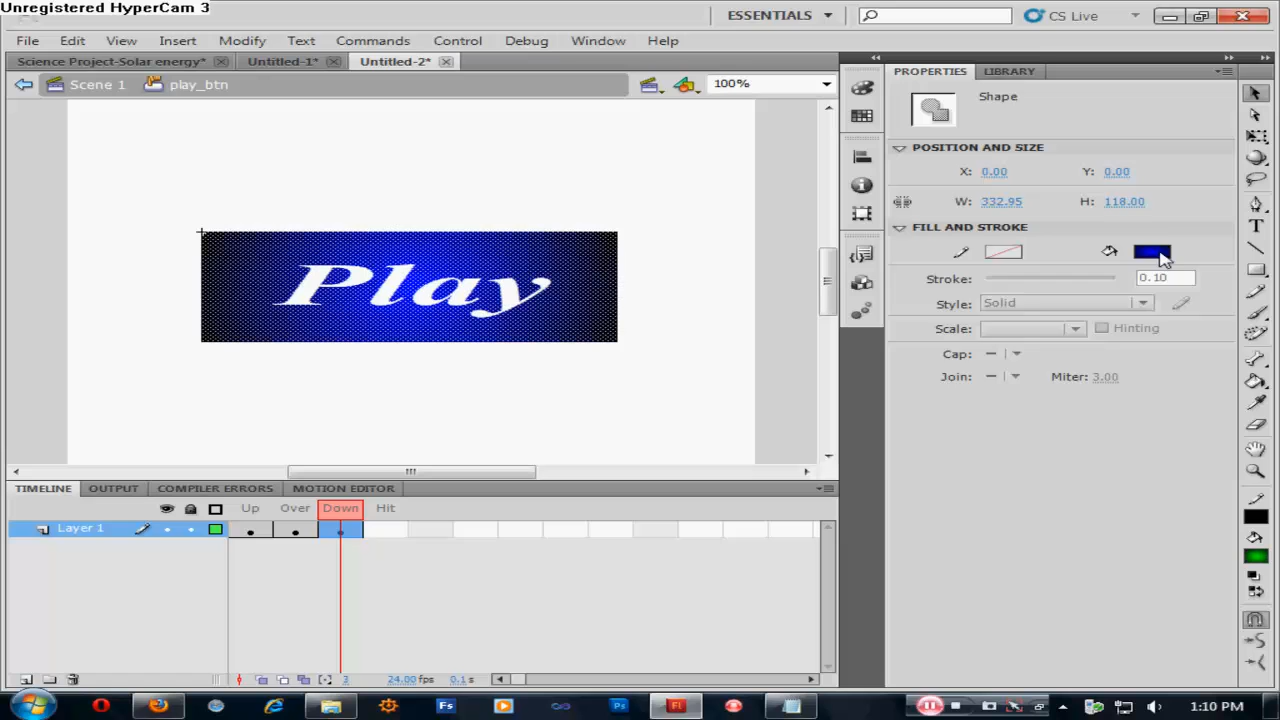 Unregistered HyperCam 3
ESSENTIALS
CS Live
File Edit View Insert Modify Text Commands Control Debug Window Help
Science Project-Solar energy* Untitled-1* Untitled-2*
PROPERTIES LIBRARY
Scene 1 play_btn 100%
Shape
POSITION AND SIZE
X: 0.00 Y: 0.00
W: 332.95 H: 118.00
FILL AND STROKE
Stroke: 0.10
Style: Solid
Scale: Hinting
Cap:
Join: Miter: 3.00
Play
TIMELINE OUTPUT COMPILER ERRORS MOTION EDITOR
Up Over Down Hit
Layer 1
3 24.00 fps 0.1 s
Fs Ps Fl
1:10 PM